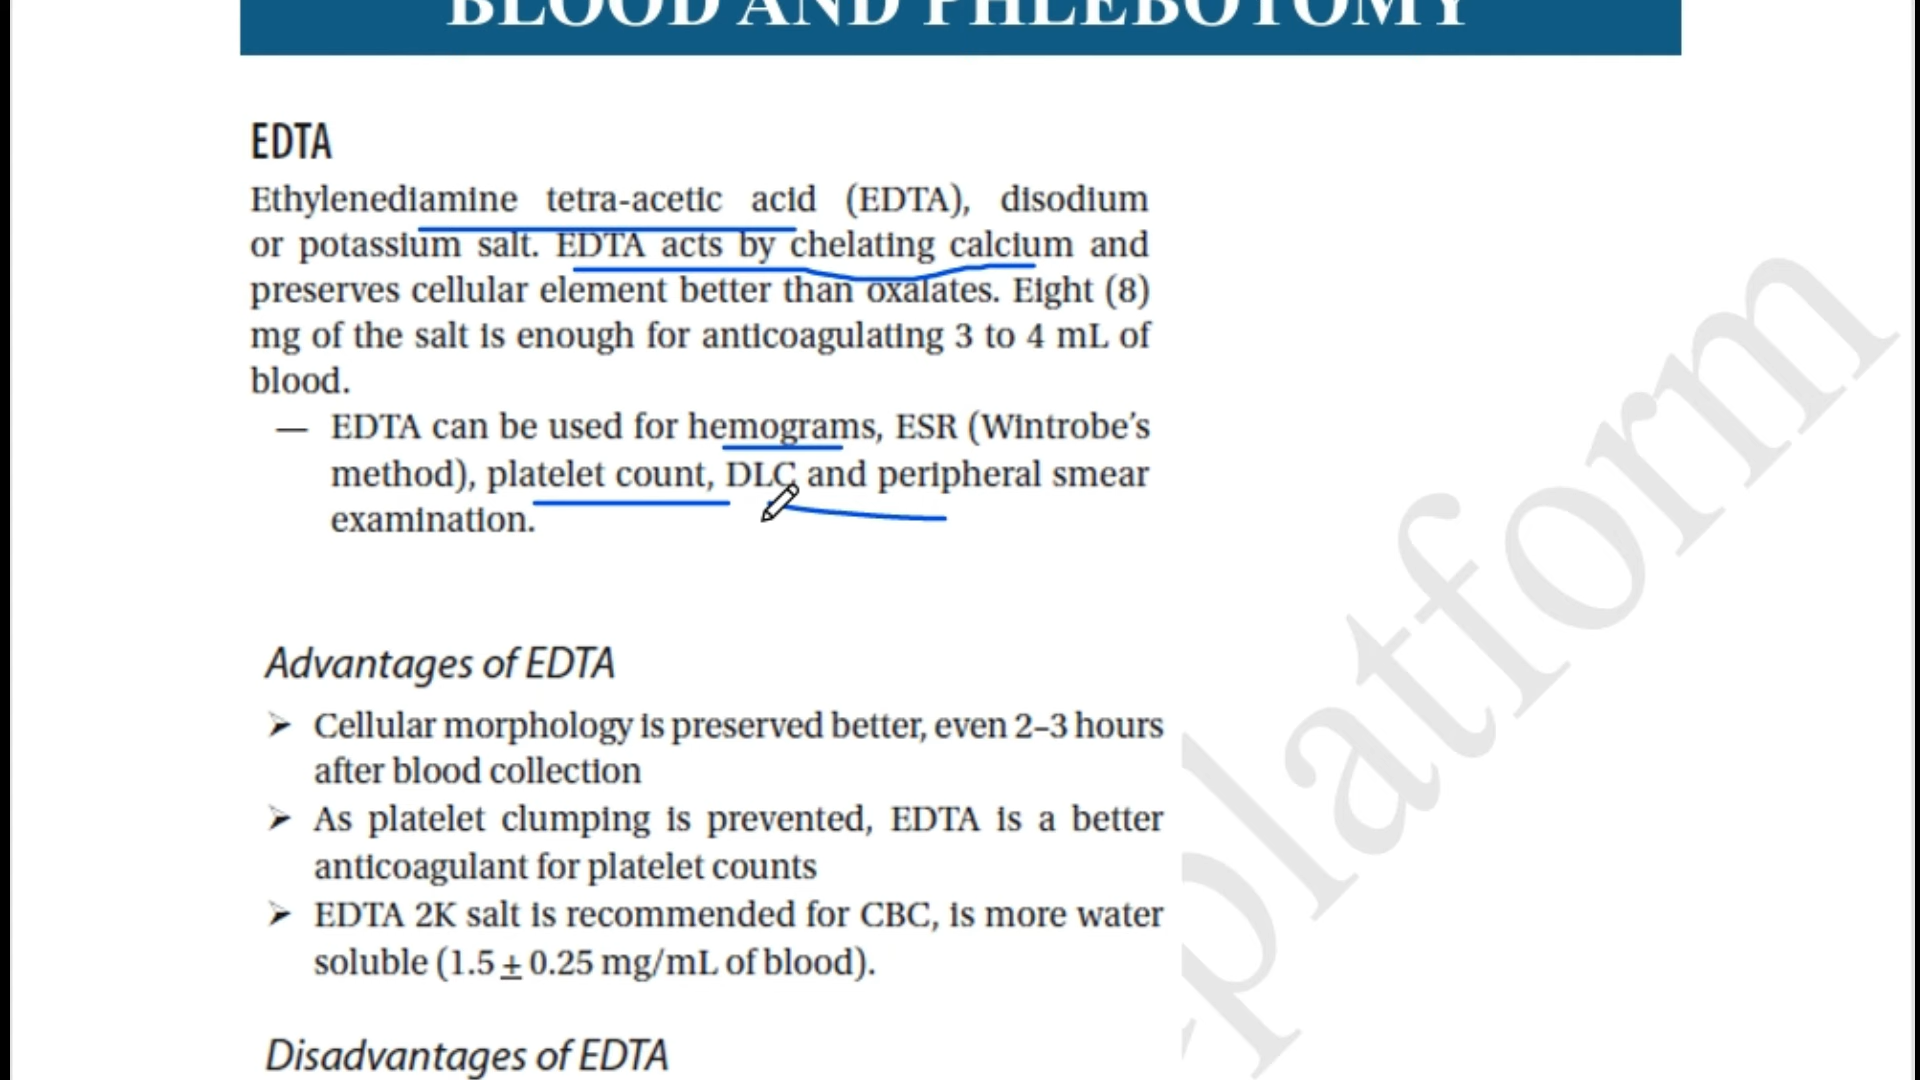 BLOOD AND PHLEBOTOMY
EDTA
Ethylenediamine tetra-acetic acid (EDTA), disodium
or potassium salt. EDTA acts by chelating calcium and
preserves cellular element better than oxalates. Eight (8)
mg of the salt is enough for anticoagulating 3 to 4 mL of
blood.
— EDTA can be used for hemograms, ESR (Wintrobe's
method), platelet count, DLC and peripheral smear
examination.
Advantages of EDTA
➢ Cellular morphology is preserved better, even 2–3 hours
after blood collection
➢ As platelet clumping is prevented, EDTA is a better
anticoagulant for platelet counts
➢ EDTA 2K salt is recommended for CBC, is more water
soluble (1.5 ± 0.25 mg/mL of blood).
Disadvantages of EDTA
platform